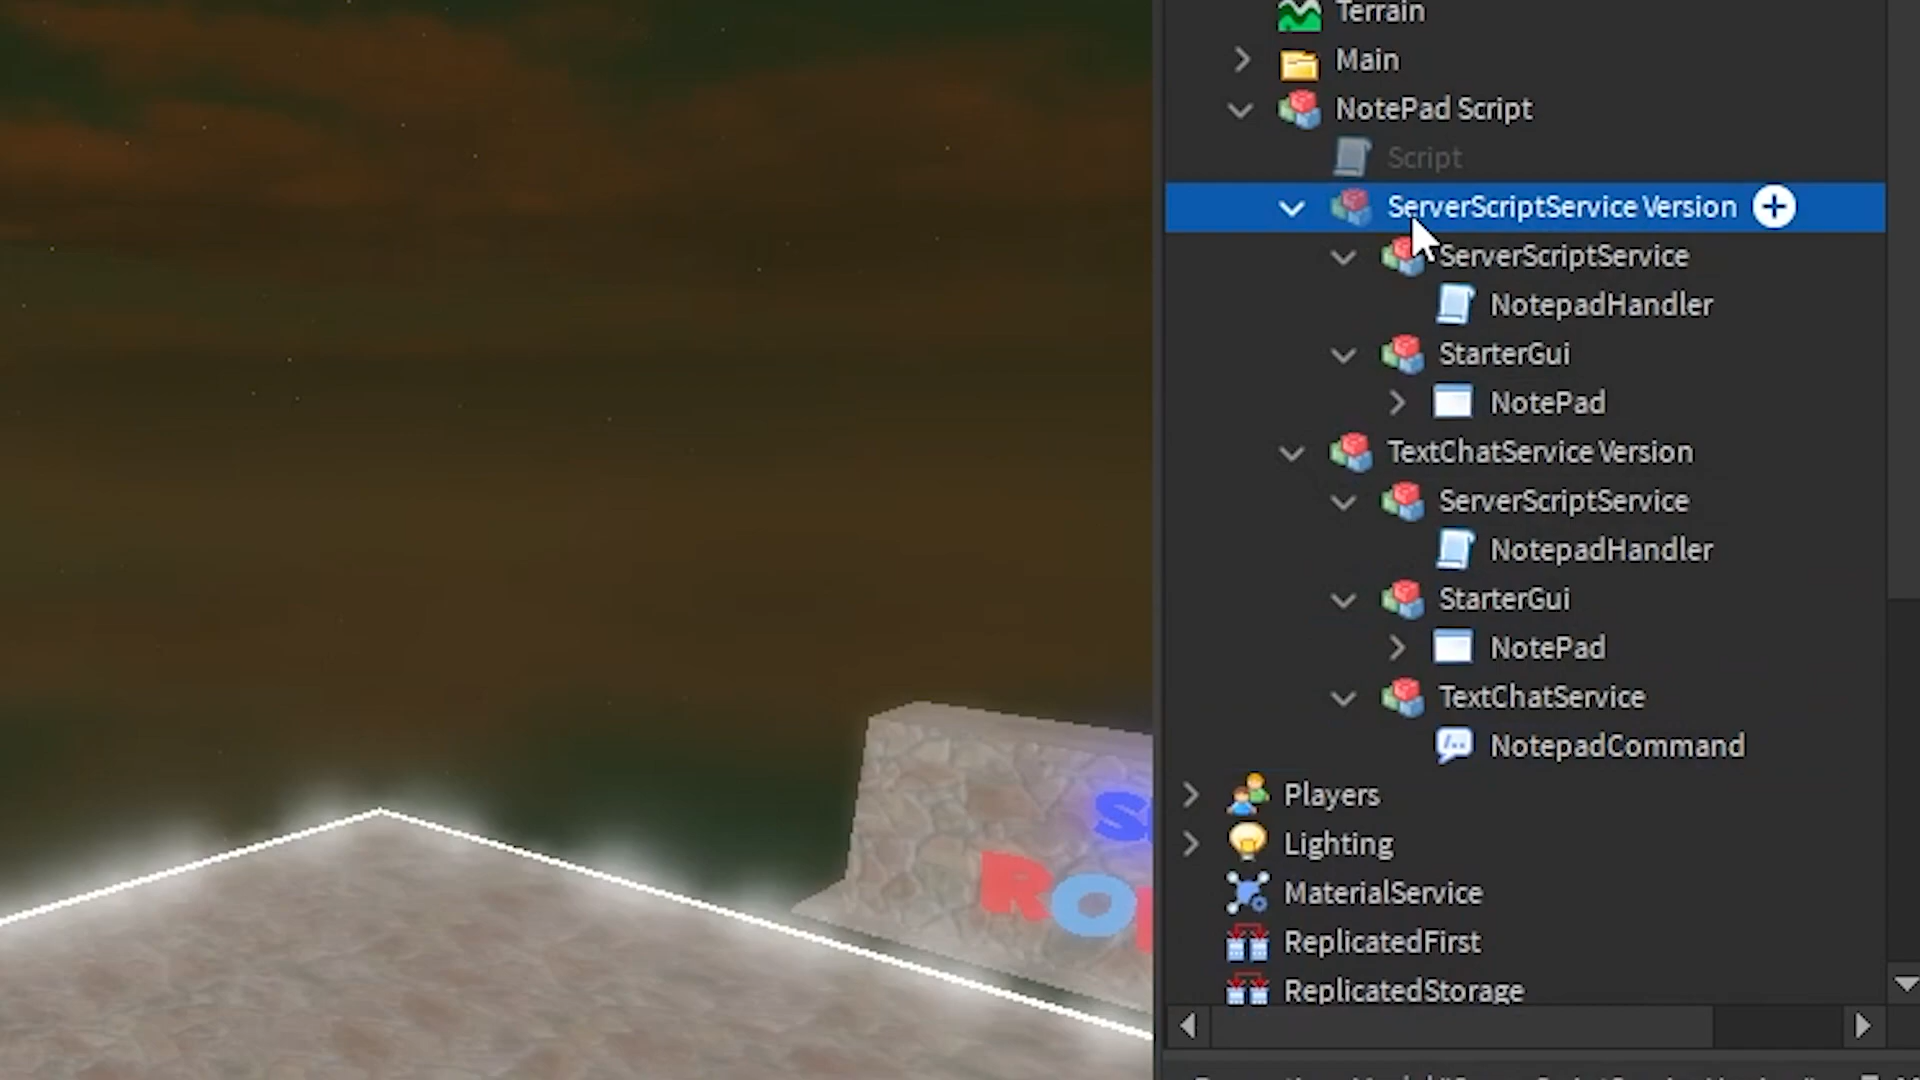 Terrain
Main
NotePad Script
Script
ServerScriptService Version
ServerScriptService
NotepadHandler
StarterGui
NotePad
TextChatService Version
ServerScriptService
NotepadHandler
StarterGui
NotePad
TextChatService
NotepadCommand
Players
Lighting
MaterialService
ReplicatedFirst
ReplicatedStorage